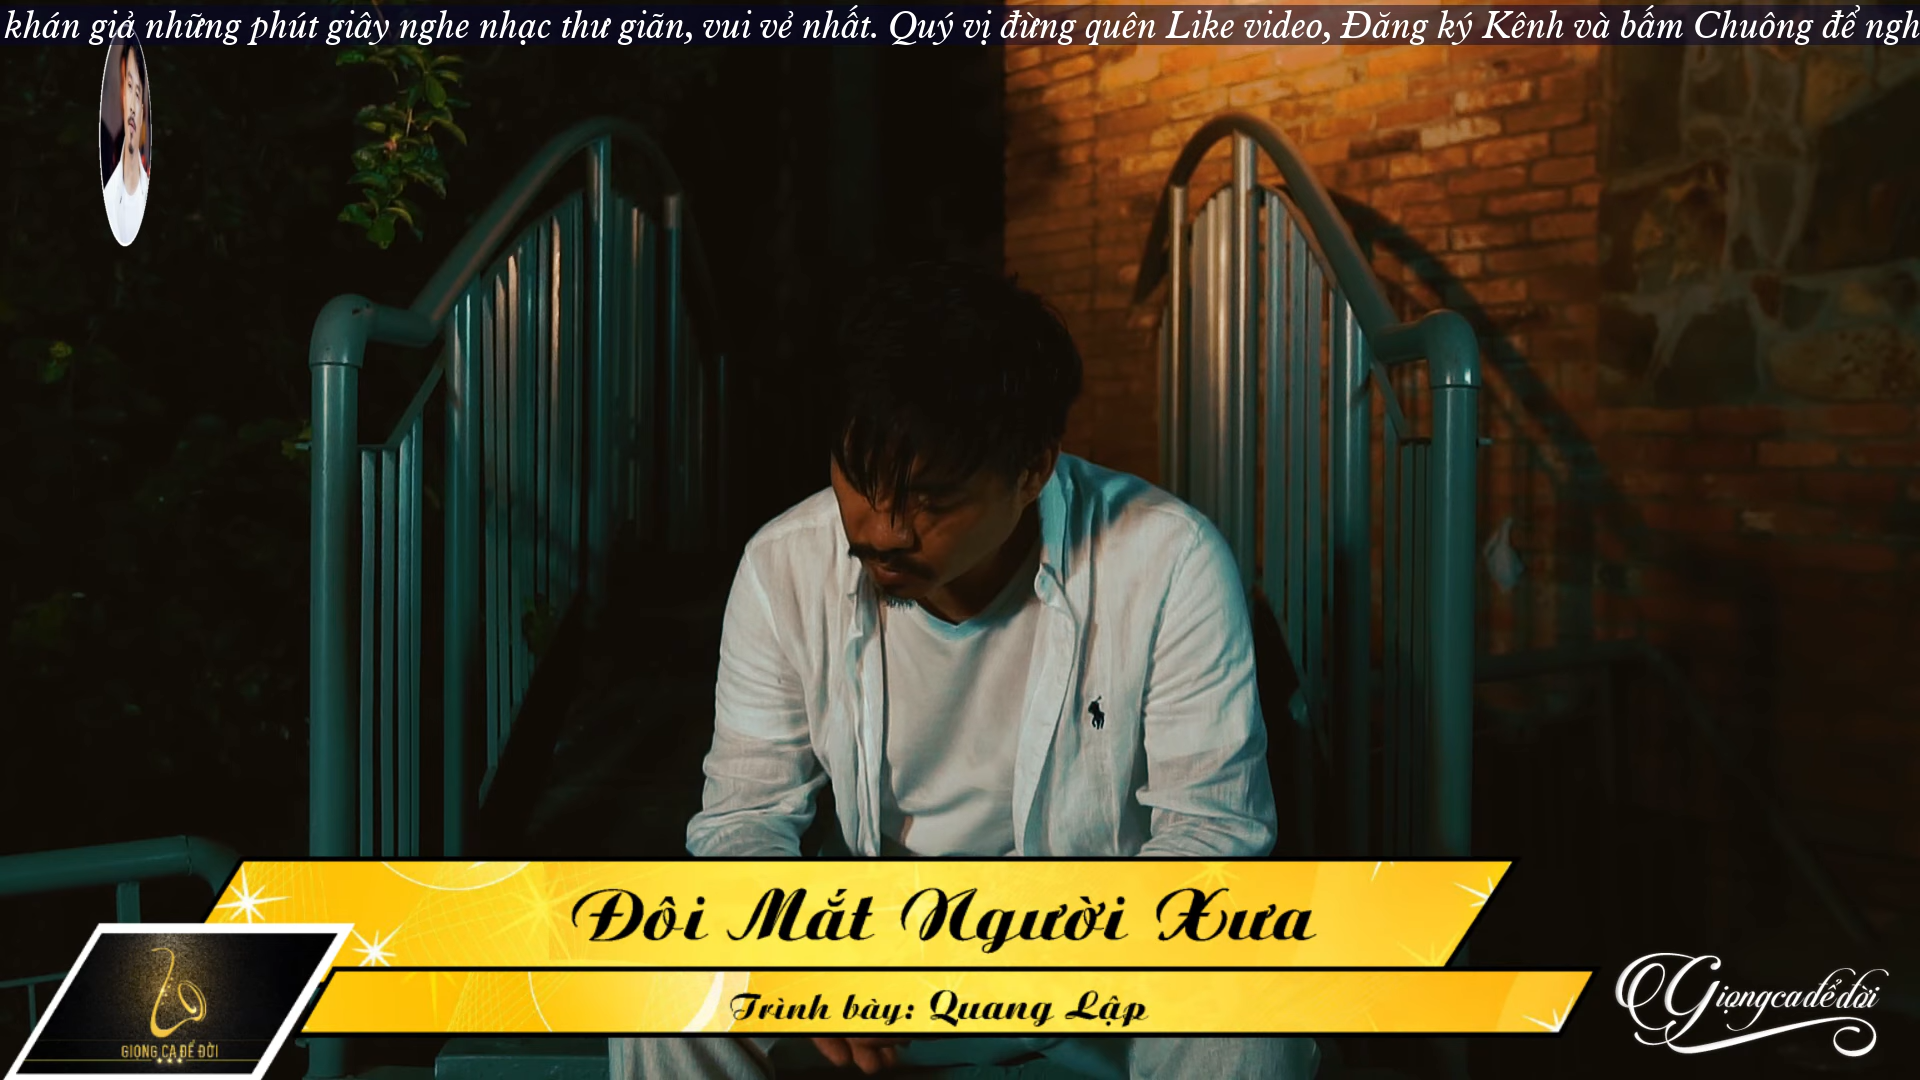 khán giả những phút giây nghe nhạc thư giãn, vui vẻ nhất. Quý vị đừng quên Like video, Đăng ký Kênh và bấm Chuông để ngh
Đôi Mắt Người Xưa
Trình bày: Quang Lập
GIỌNG CA ĐỂ ĐỜI
Giọngcađểđời